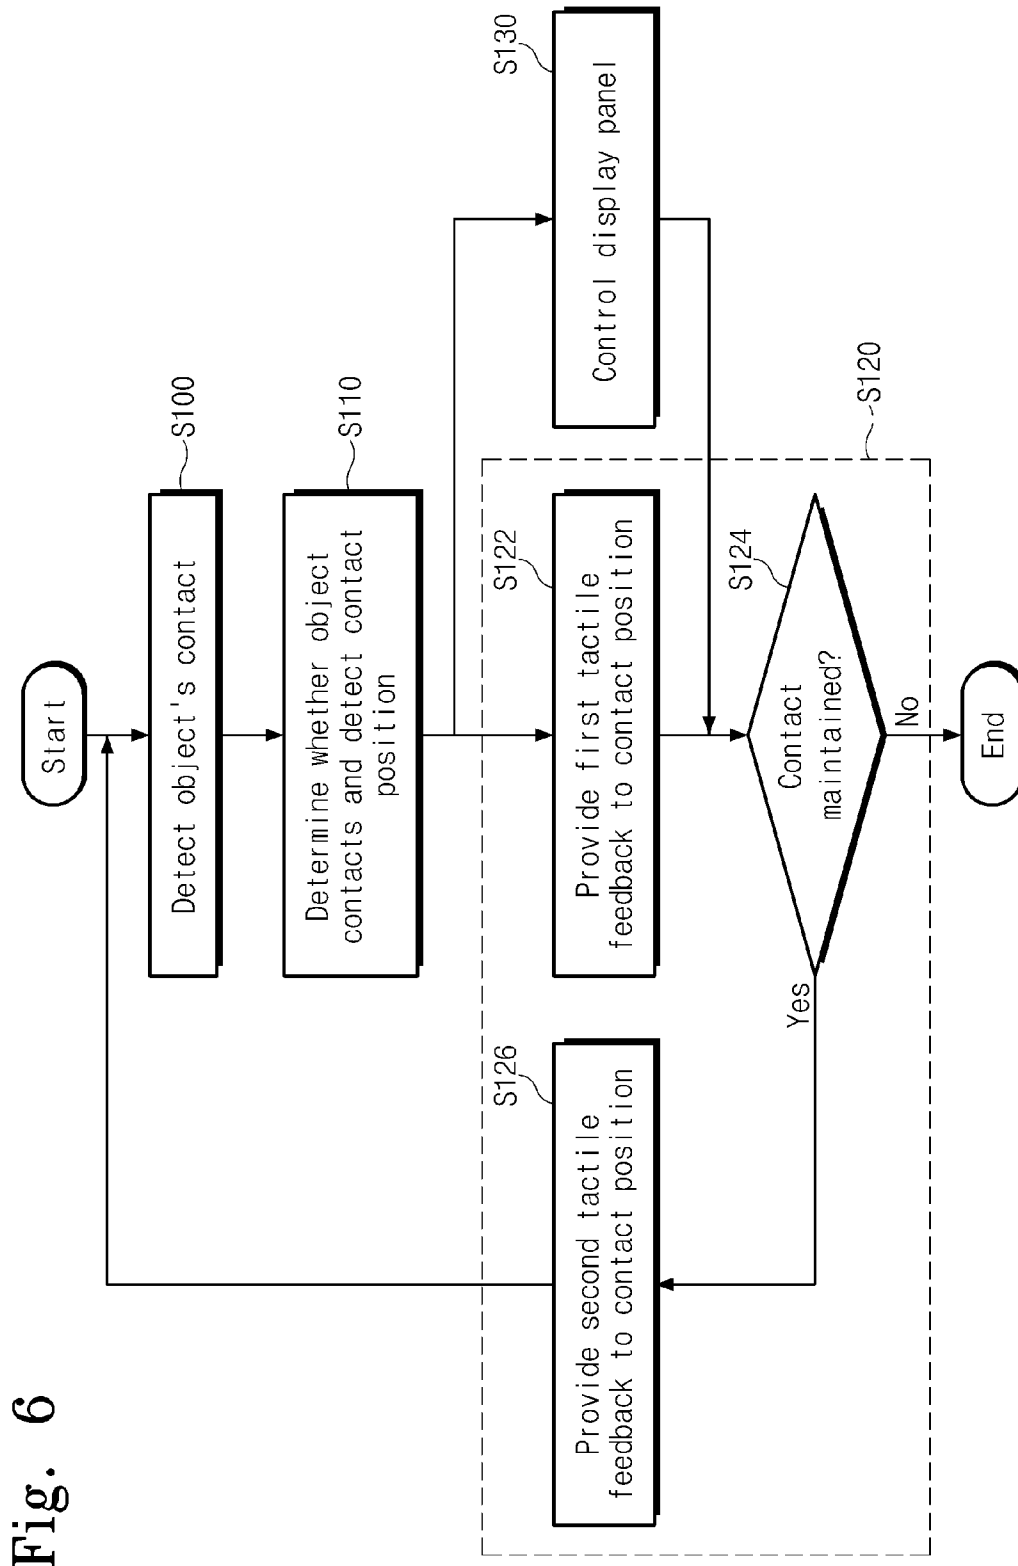 Fig. 6
Start
Detect object's contact
S100
Determine whether object
contacts and detect contact
position
S110
Provide second tactile
feedback to contact position
S126
Provide first tactile
feedback to contact position
S122
Control display panel
S130
Contact
maintained?
S124
Yes
No
S120
End